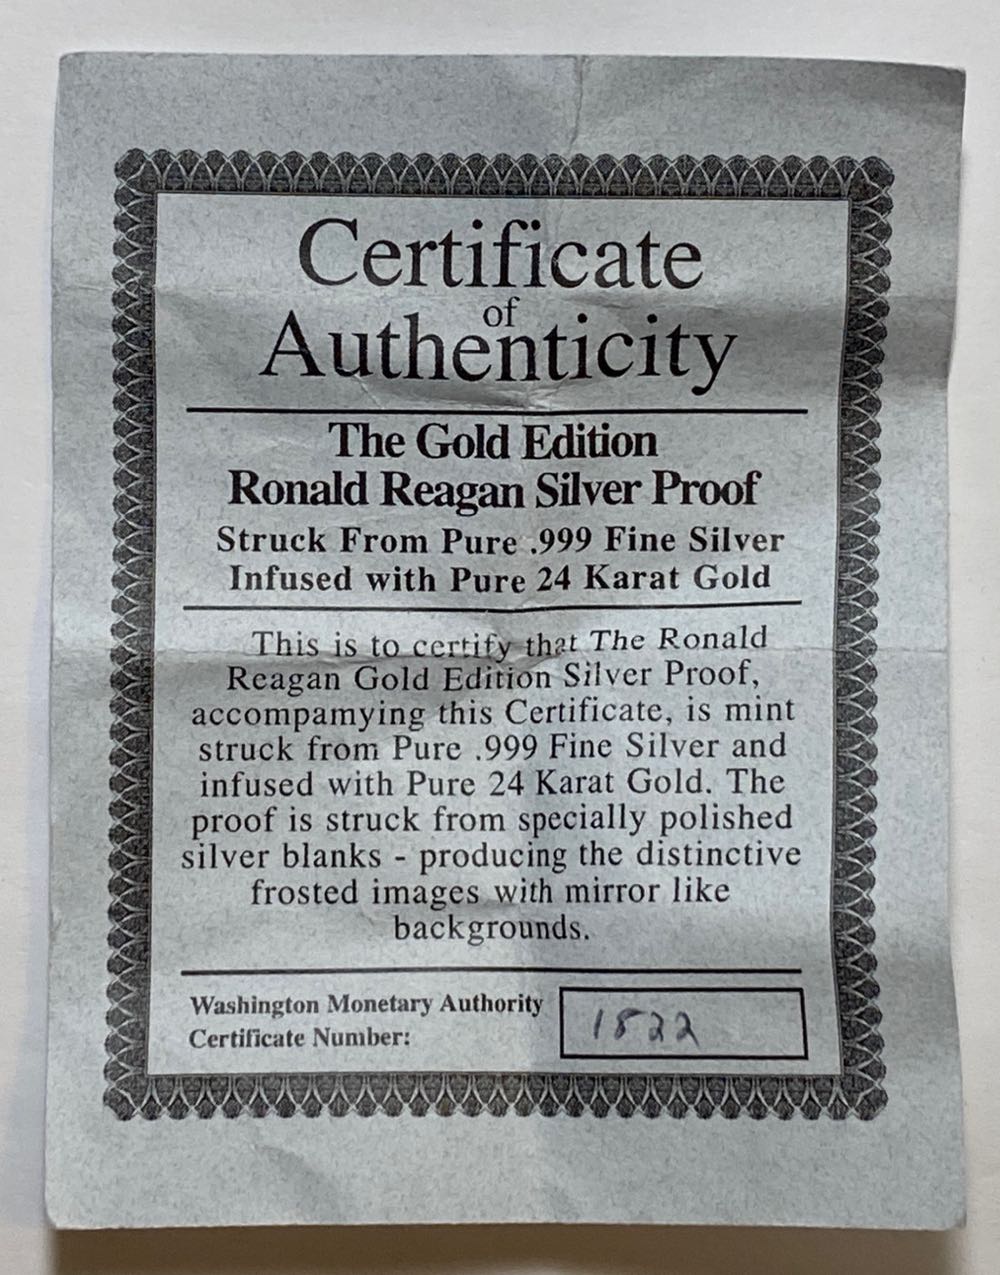 Certificate
of
Authenticity
The Gold Edition
Ronald Reagan Silver Proof
Struck From Pure .999 Fine Silver
Infused with Pure 24 Karat Gold
This is to certify that The Ronald
Reagan Gold Edition Silver Proof,
accompamying this Certificate, is mint
struck from Pure .999 Fine Silver and
infused with Pure 24 Karat Gold. The
proof is struck from specially polished
silver blanks - producing the distinctive
frosted images with mirror like
backgrounds.
Washington Monetary Authority
Certificate Number: 1822